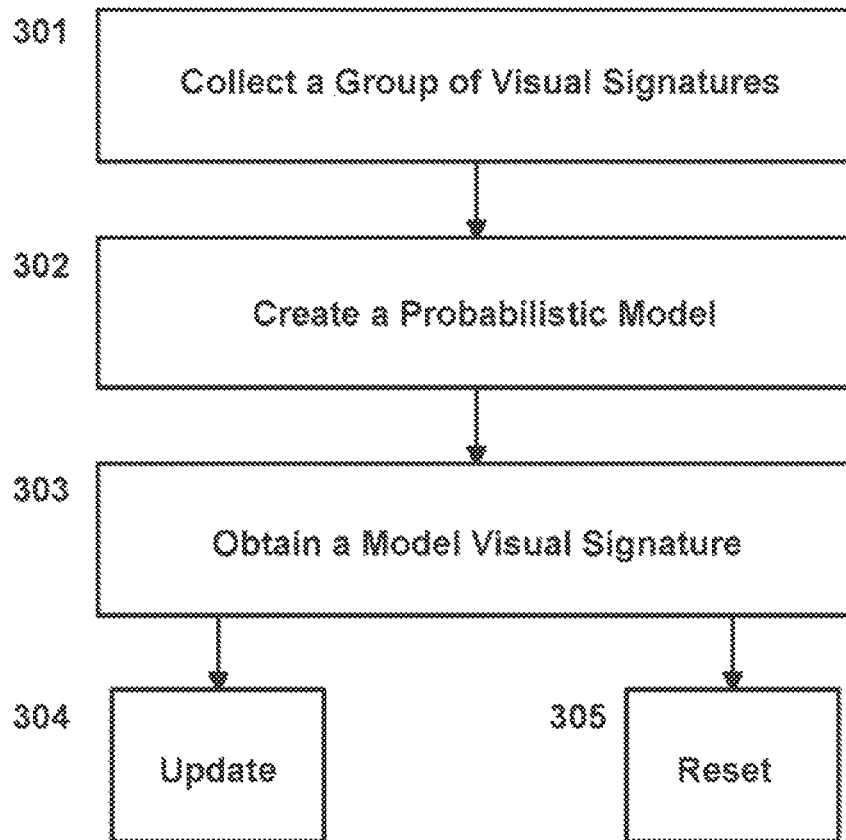 301
Collect a Group of Visual Signatures
302
Create a Probabilistic Model
303
Obtain a Model Visual Signature
304
Update
305
Reset